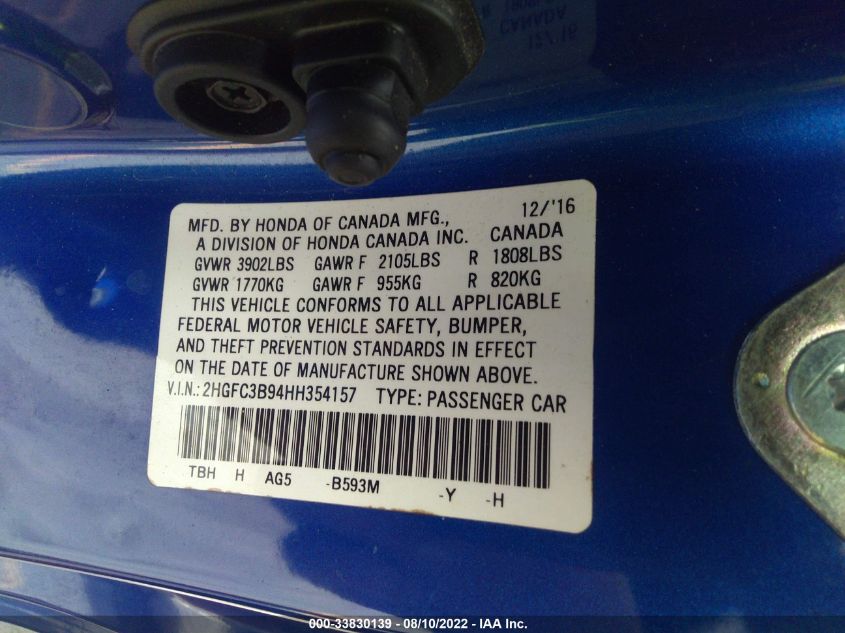 CANADA
12/'16
MFD. BY HONDA OF CANADA MFG., 12/'16
A DIVISION OF HONDA CANADA INC. CANADA
GVWR 3902LBS GAWR F 2105LBS R 1808LBS
GVWR 1770KG GAWR F 955KG R 820KG
THIS VEHICLE CONFORMS TO ALL APPLICABLE
FEDERAL MOTOR VEHICLE SAFETY, BUMPER,
AND THEFT PREVENTION STANDARDS IN EFFECT
ON THE DATE OF MANUFACTURE SHOWN ABOVE.
V.I.N.: 2HGFC3B94HH354157 TYPE: PASSENGER CAR
TBH H AG5 -B593M -Y -H
000-33830139 - 08/10/2022 - IAA Inc.